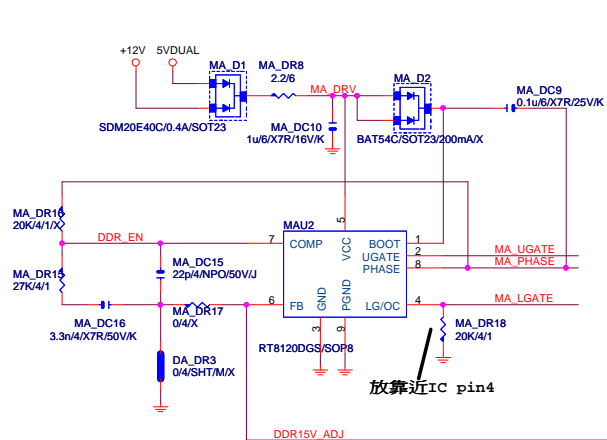 +12V 5VDUAL
MA_D1
MA_DR8
2.2/6
MA_DRV
MA_D2
MA_DC9
0.1u/6/X7R/25V/K
SDM20E40C/0.4A/SOT23
MA_DC10
1u/6/X7R/16V/K
BAT54C/SOT23/200mA/X
MA_DR16
20K/4/1/X
DDR_EN
MAU2
5
7
COMP
VCC
BOOT
1
UGATE
2
MA_UGATE
PHASE
8
MA_PHASE
MA_DR15
27K/4/1
MA_DC15
22p/4/NPO/50V/J
MA_DC16
3.3n/4/X7R/50V/K
MA_DR17
0/4/X
6
FB
GND
PGND
LG/OC
4
MA_LGATE
3
9
MA_DR18
20K/4/1
RT8120DGS/SOP8
DA_DR3
0/4/SHT/M/X
放靠近IC pin4
DDR15V_ADJ